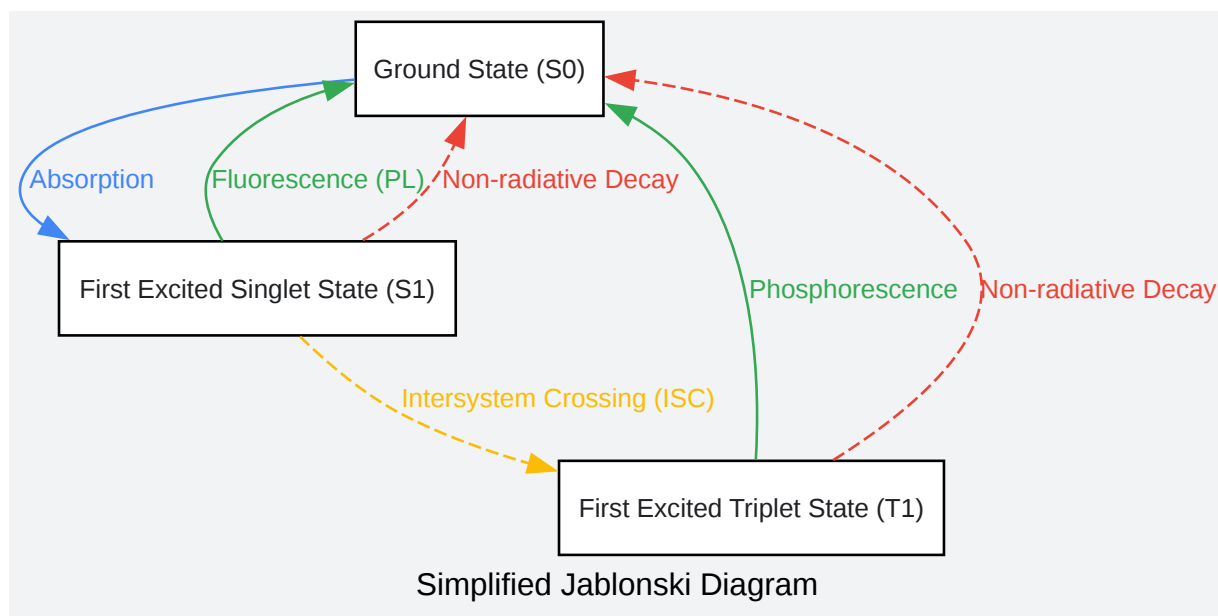 Ground State (S0)
Absorption
Fluorescence (PL)
Non-radiative Decay
First Excited Singlet State (S1)
Phosphorescence
Non-radiative Decay
Intersystem Crossing (ISC)
First Excited Triplet State (T1)
Simplified Jablonski Diagram